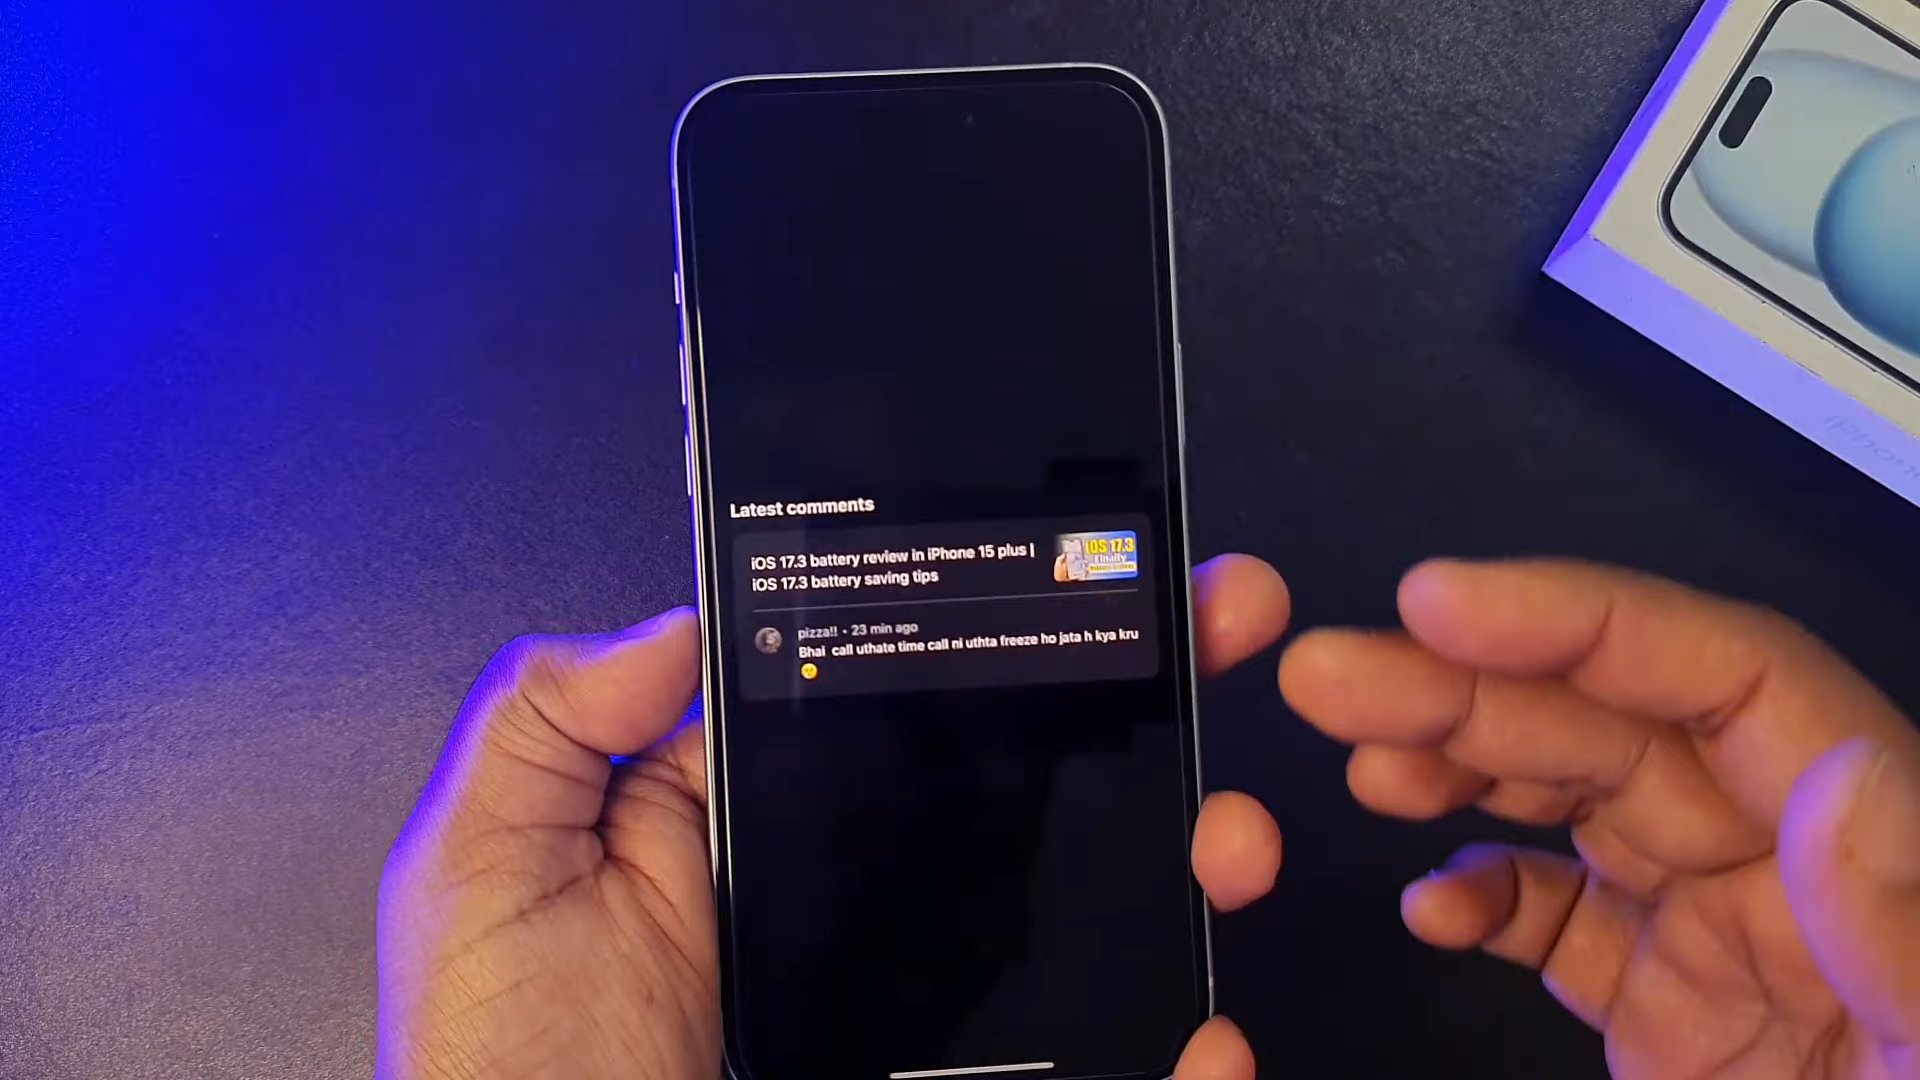 Latest comments
iOS 17.3 battery review in iPhone 15 plus |
iOS 17.3 battery saving tips
iOS 17.3
Finally
pizza!! • 23 min ago
Bhai call uthate time call ni uthta freeze ho jata h kya kru
iPhone